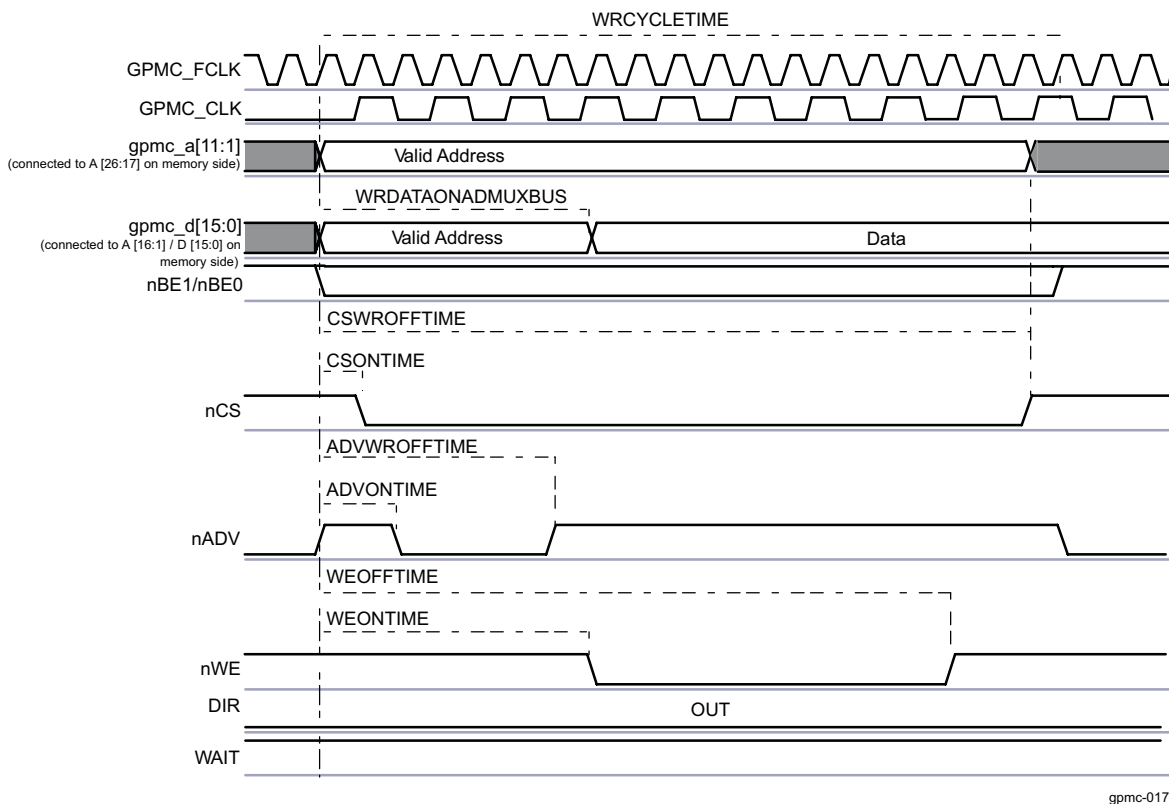 WRCYCLETIME
GPMC_FCLK
GPMC_CLK
gpmc_a[11:1]
(connected to A [26:17] on memory side)
Valid Address
WRDATAONADMUXBUS
gpmc_d[15:0]
(connected to A [16:1] / D [15:0] on
memory side)
Valid Address
Data
nBE1/nBE0
CSWROFFTIME
CSONTIME
nCS
ADVWROFFTIME
ADVONTIME
nADV
WEOFFTIME
WEONTIME
nWE
DIR
OUT
WAIT
gpmc-017